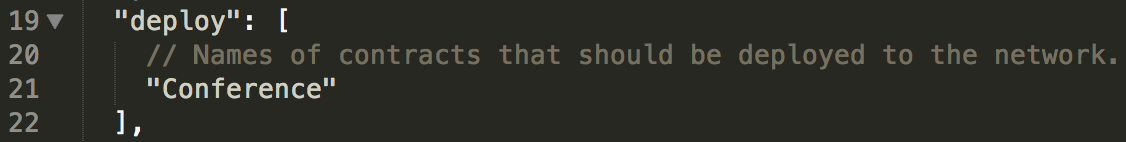 19 ▼ "deploy": [
20 // Names of contracts that should be deployed to the network.
21 "Conference"
22 ],